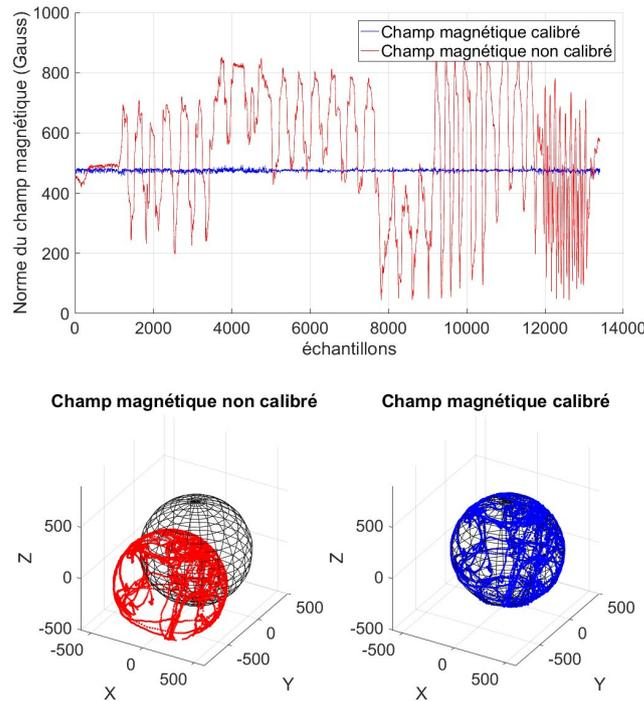 Norme du champ magnétique (Gauss)
1000
800
600
400
200
0
Champ magnétique calibré
Champ magnétique non calibré
0 2000 4000 6000 8000 10000 12000 14000
échantillons
Champ magnétique non calibré
Z
500
0
-500
-500 0 500
X
-500 0 500
Y
Champ magnétique calibré
Z
500
0
-500
-500 0 500
X
-500 0 500
Y